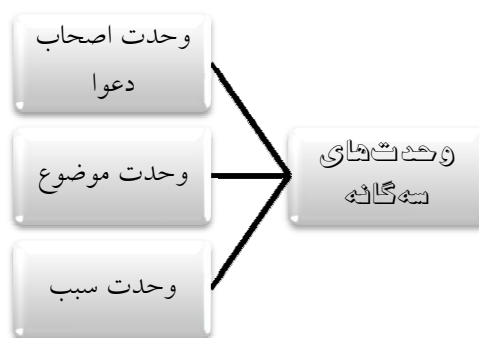 وحدت‌های
سه‌گانه
وحدت اصحاب
دعوا
وحدت موضوع
وحدت سبب